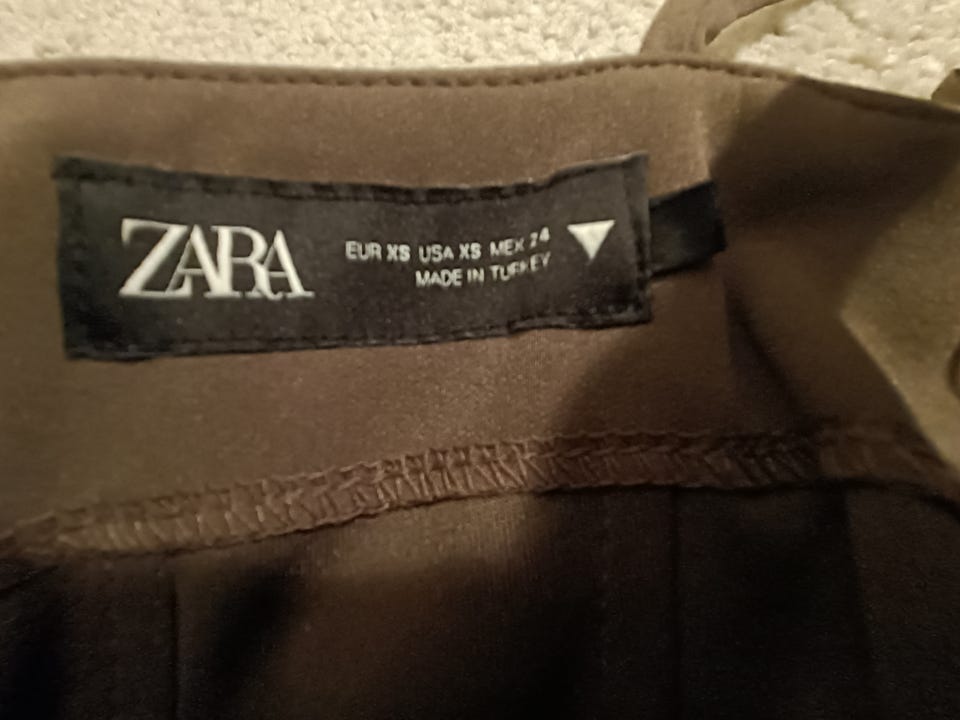 ZARA
EUR XS USA XS MEX 24
MADE IN TURKEY